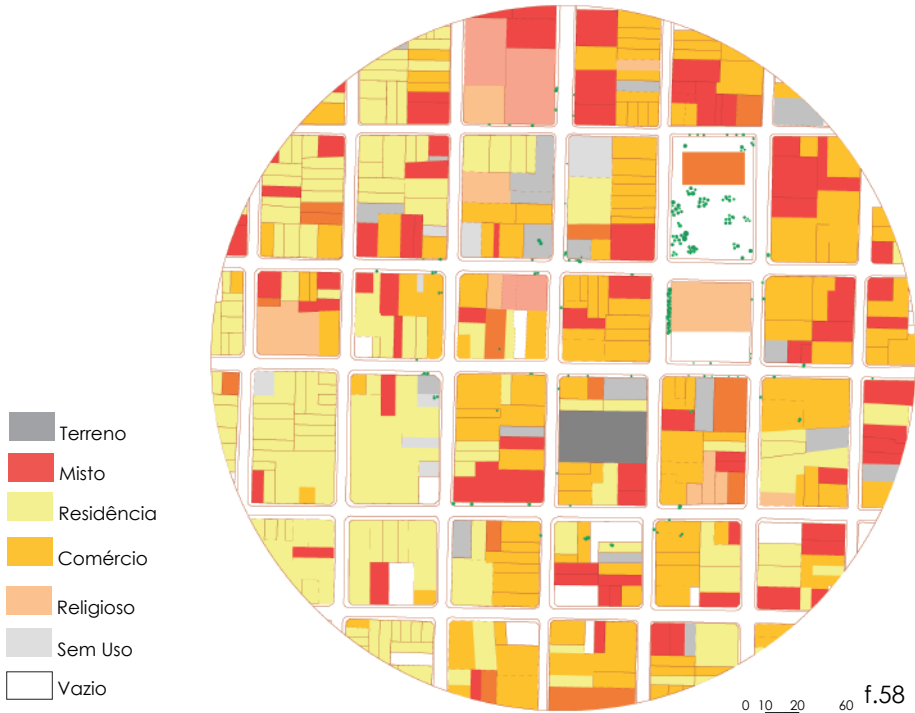 Terreno
Misto
Residência
Comércio
Religioso
Sem Uso
Vazio
0 10 20 60 f.58